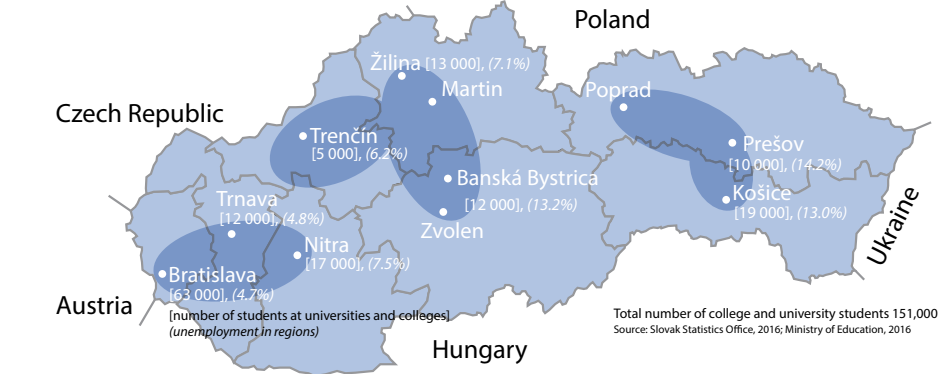 Poland
Žilina [13 000], (7.1%)
Martin
Poprad
Czech Republic
Trenčín
[5 000], (6.2%)
Prešov
[10 000], (14.2%)
Banská Bystrica
[12 000], (13.2%)
Košice
[19 000], (13.0%)
Trnava
[12 000], (4.8%)
Zvolen
Ukraine
Nitra
[17 000], (7.5%)
Bratislava
[63 000], (4.7%)
Austria
[number of students at universities and colleges]
(unemployment in regions)
Total number of college and university students 151,000
Source: Slovak Statistics Office, 2016; Ministry of Education, 2016
Hungary